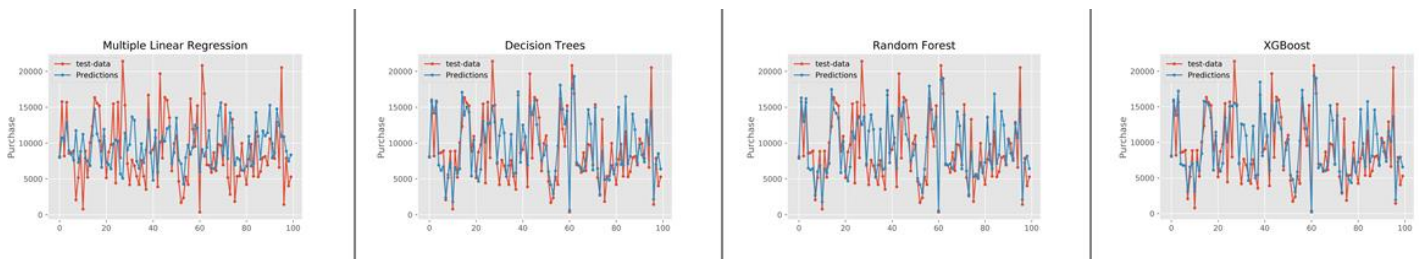 Multiple Linear Regression
test-data
Predictions
Purchase
20000
15000
10000
5000
0
0 20 40 60 80 100
Decision Trees
test-data
Predictions
Purchase
20000
15000
10000
5000
0
0 20 40 60 80 100
Random Forest
test-data
Predictions
Purchase
20000
15000
10000
5000
0
0 20 40 60 80 100
XGBoost
test-data
Predictions
Purchase
20000
15000
10000
5000
0
0 20 40 60 80 100